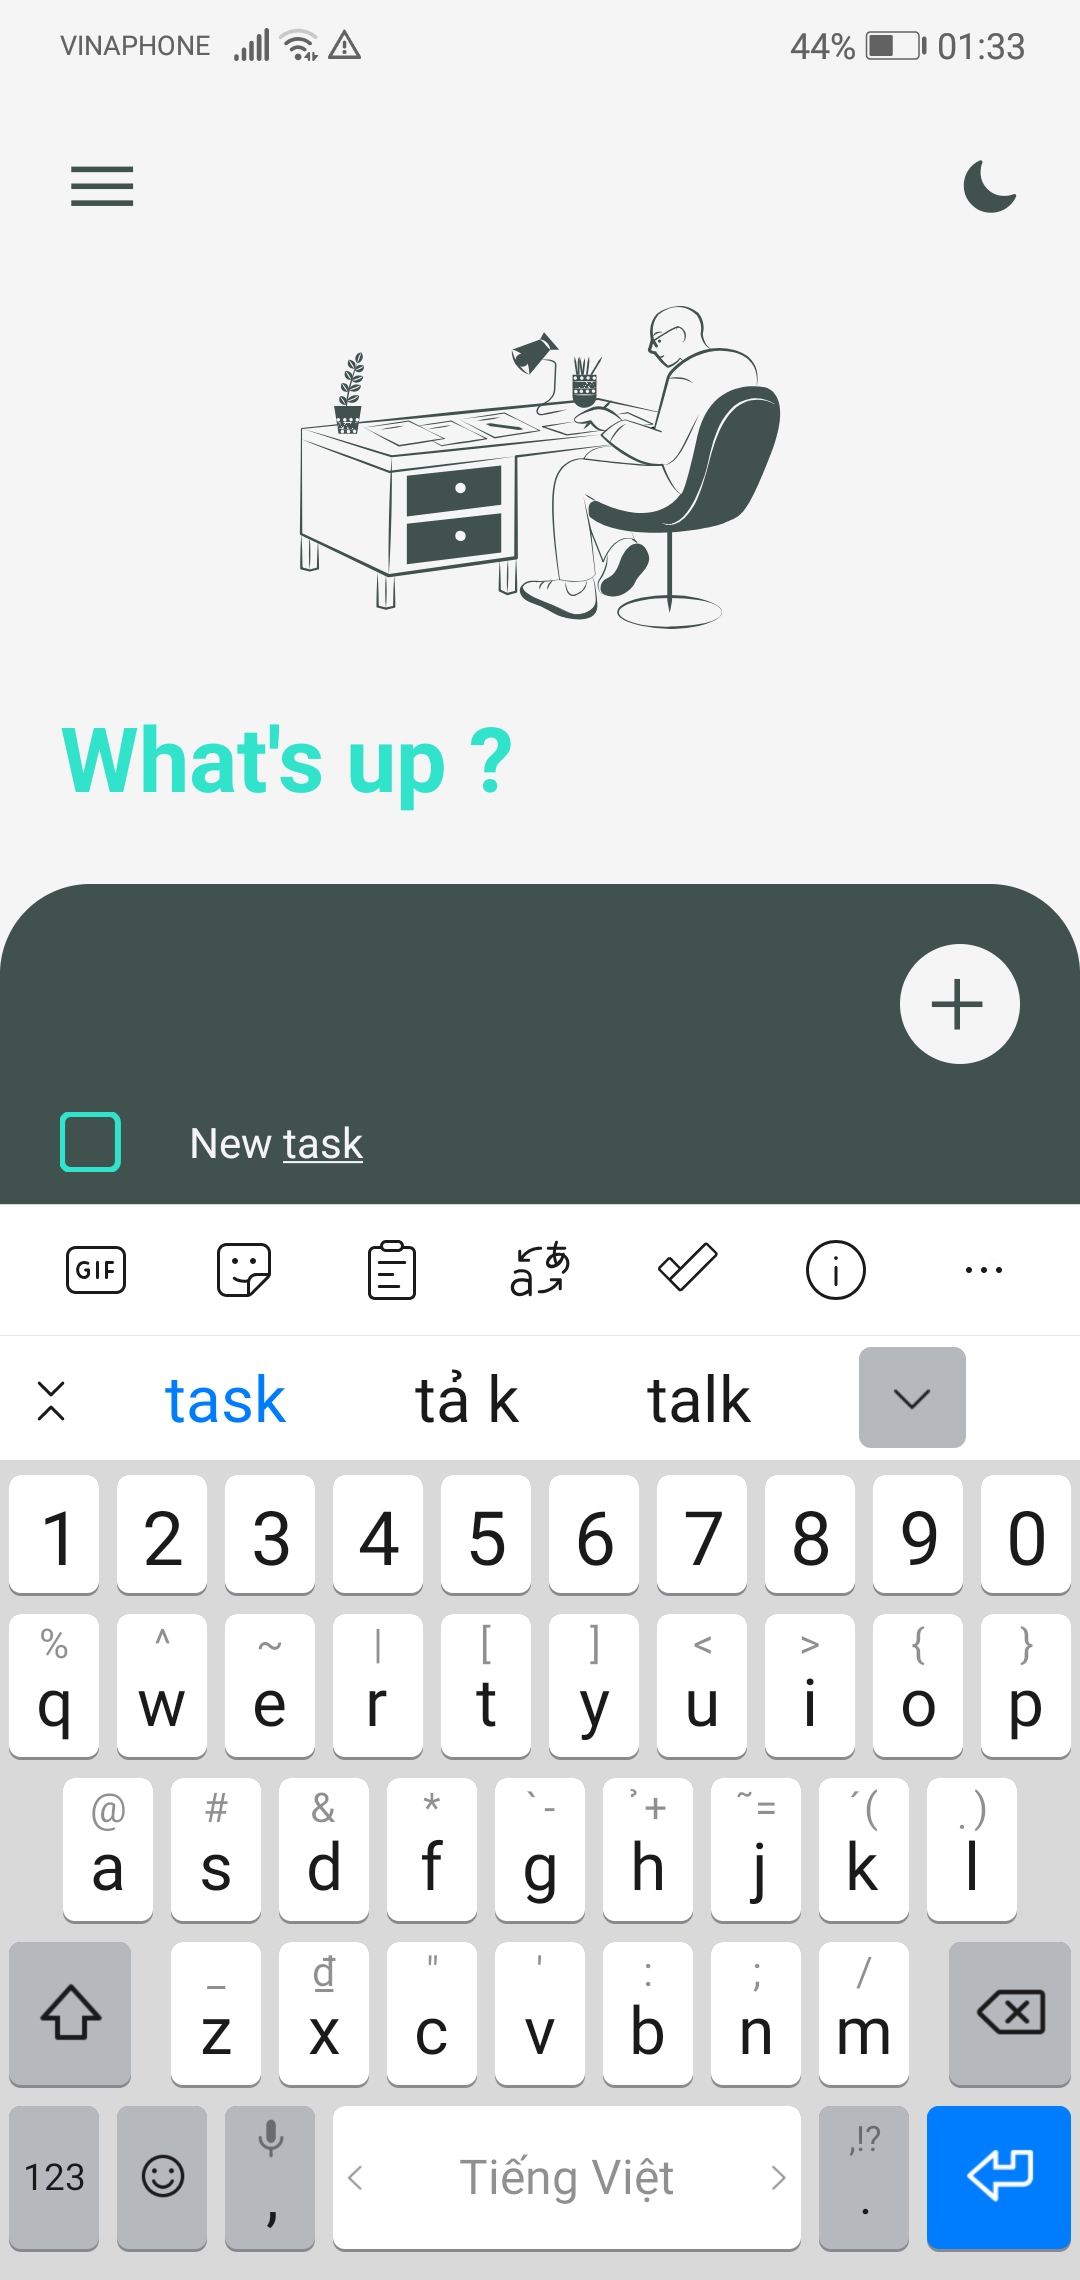 VINAPHONE 44% 01:33
What's up ?
New task
GIF
task tả k talk
1 2 3 4 5 6 7 8 9 0
% ^ ~ | [ ] < > { }
q w e r t y u i o p
@ # & * ` - ̉ + ˜ = ´ ( . )
a s d f g h j k l
_ ₫ " ' : ; /
z x c v b n m
,!?
123 , < Tiếng Việt > .